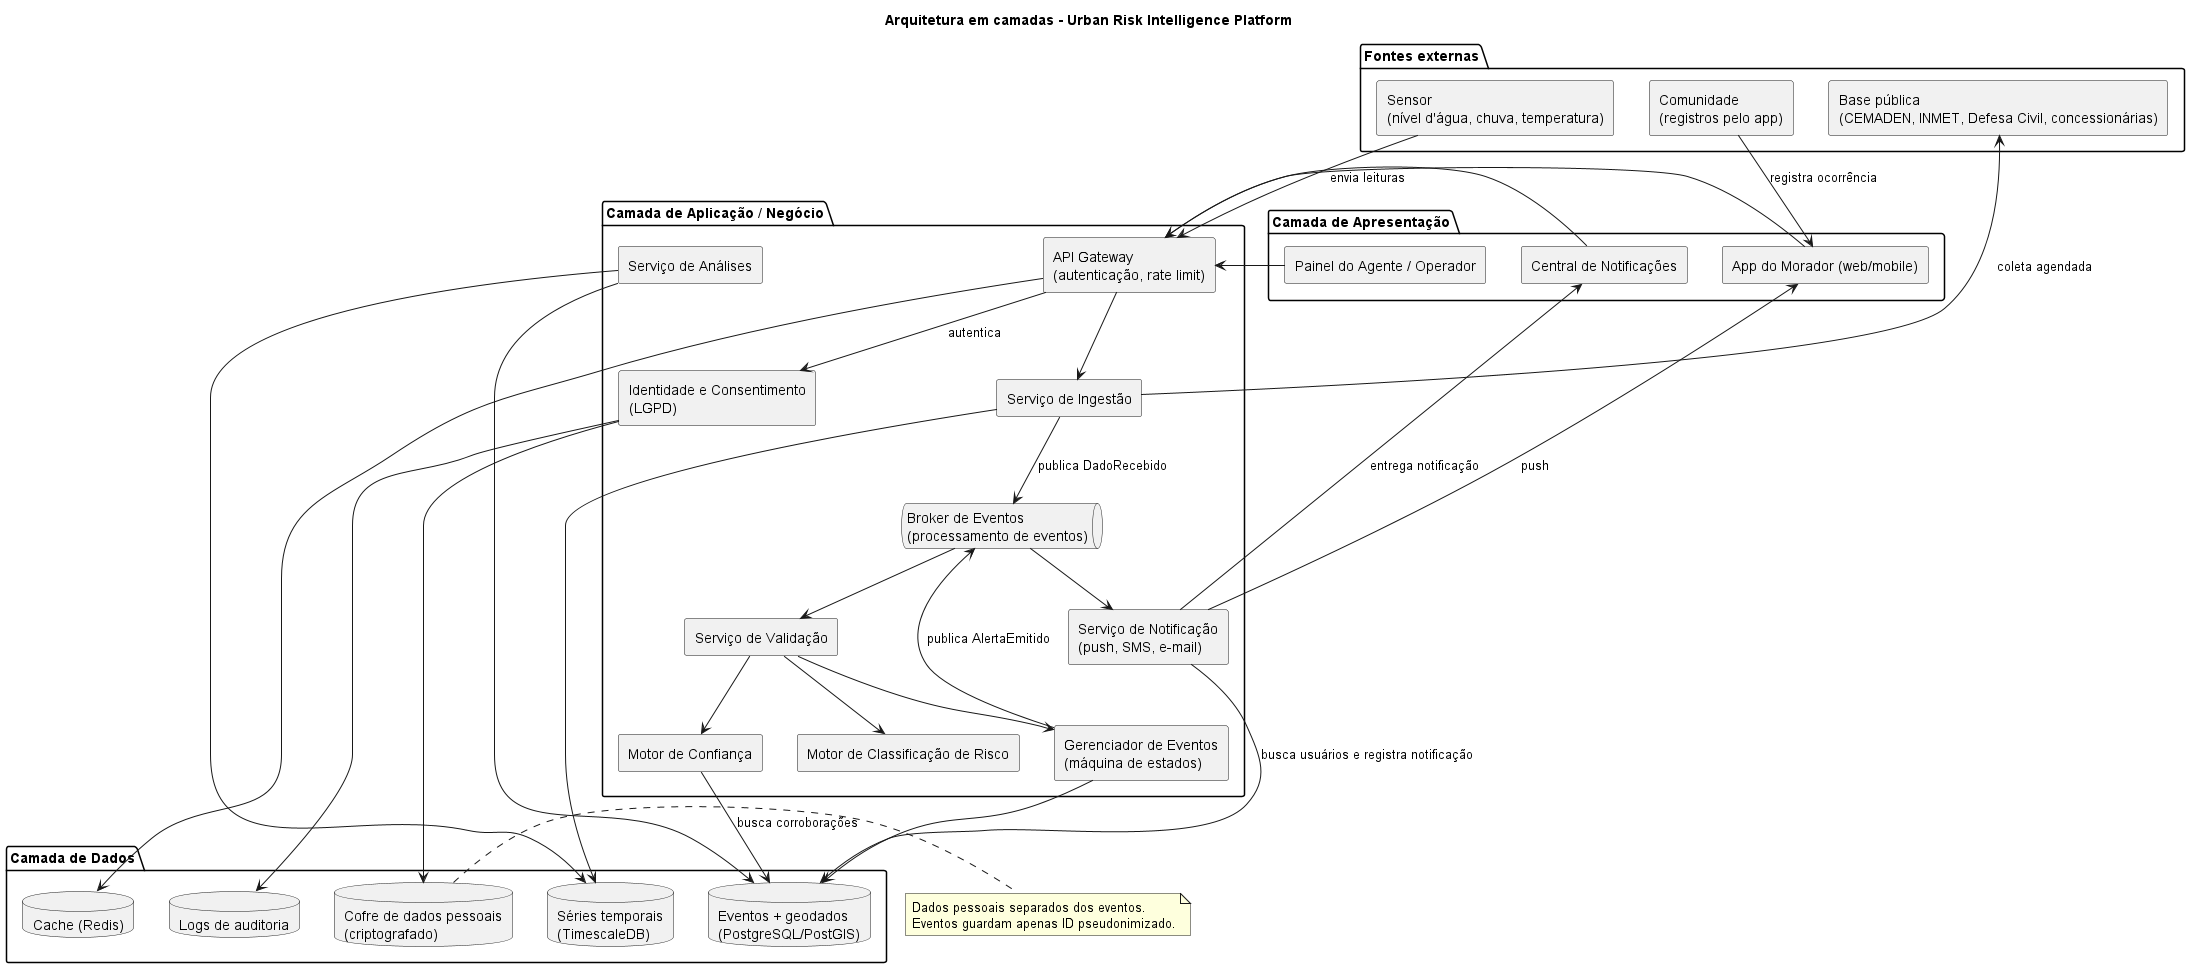 Arquitetura em camadas - Urban Risk Intelligence Platform
Fontes externas
Sensor
(nível d'água, chuva, temperatura)
Comunidade
(registros pelo app)
Base pública
(CEMADEN, INMET, Defesa Civil, concessionárias)
envia leituras
registra ocorrência
Camada de Aplicação / Negócio
Camada de Apresentação
Serviço de Análises
API Gateway
(autenticação, rate limit)
Painel do Agente / Operador
Central de Notificações
App do Morador (web/mobile)
coleta agendada
autentica
Identidade e Consentimento
(LGPD)
Serviço de Ingestão
publica DadoRecebido
entrega notificação
push
Broker de Eventos
(processamento de eventos)
Serviço de Validação
publica AlertaEmitido
Serviço de Notificação
(push, SMS, e-mail)
Motor de Confiança
Motor de Classificação de Risco
Gerenciador de Eventos
(máquina de estados)
busca usuários e registra notificação
busca corroborações
Camada de Dados
Cache (Redis)
Logs de auditoria
Cofre de dados pessoais
(criptografado)
Séries temporais
(TimescaleDB)
Eventos + geodados
(PostgreSQL/PostGIS)
Dados pessoais separados dos eventos.
Eventos guardam apenas ID pseudonimizado.